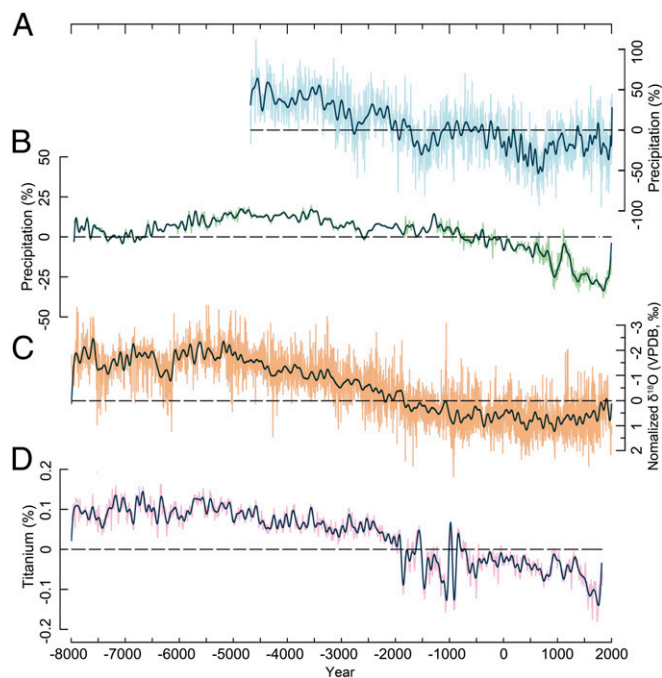 A
100
50
0
-50
-100
Precipitation (%)
B
50
25
0
25
50
Precipitation (%)
C
-3
-2
-1
0
1
2
Nomalized δ¹⁸O (VPDB, ‰)
D
0.2
0.1
0
-0.1
-0.2
Titanium (%)
-8000 -7000 -6000 -5000 -4000 -3000 -2000 -1000 0 1000 2000
Year